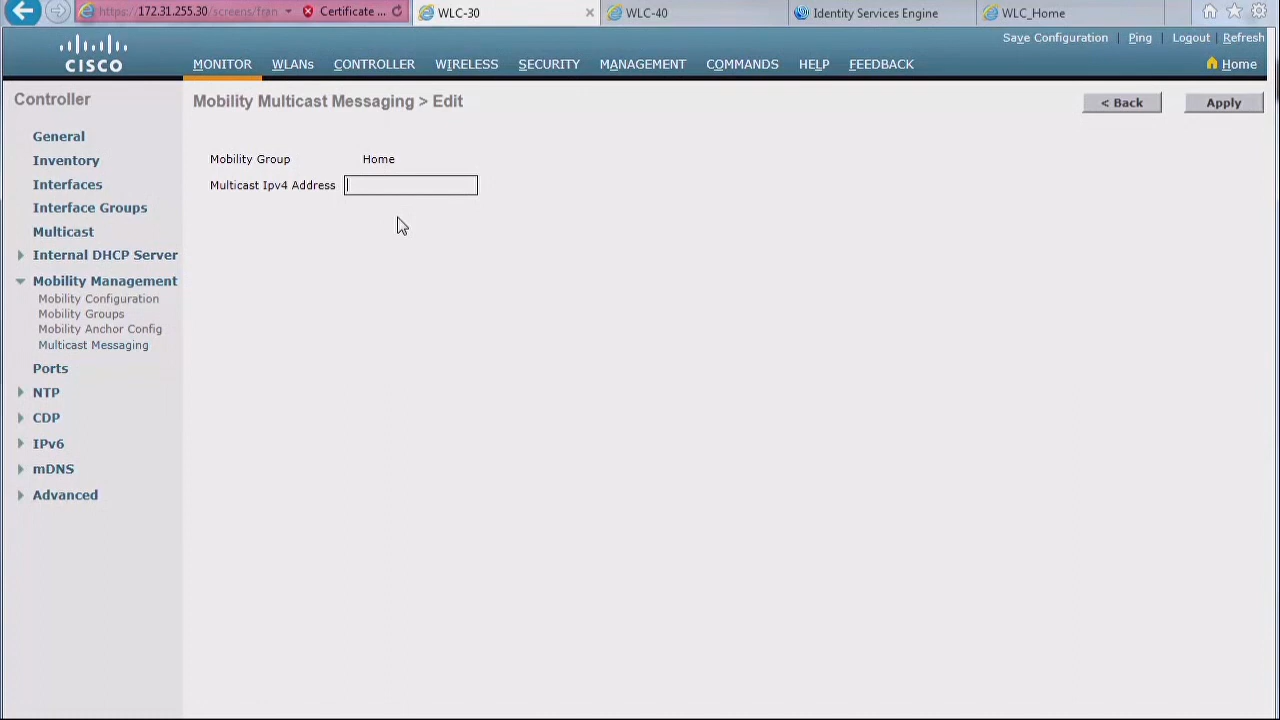 https://172.31.255.30/screens/fran
Certificate ...
WLC-30
WLC-40
Identity Services Engine
WLC_Home
Save Configuration
Ping
Logout
Refresh
CISCO
MONITOR
WLANs
CONTROLLER
WIRELESS
SECURITY
MANAGEMENT
COMMANDS
HELP
FEEDBACK
Home
Controller
Mobility Multicast Messaging > Edit
< Back
Apply
General
Inventory
Interfaces
Interface Groups
Multicast
Internal DHCP Server
Mobility Management
Mobility Configuration
Mobility Groups
Mobility Anchor Config
Multicast Messaging
Ports
NTP
CDP
IPv6
mDNS
Advanced
Mobility Group Home
Multicast Ipv4 Address